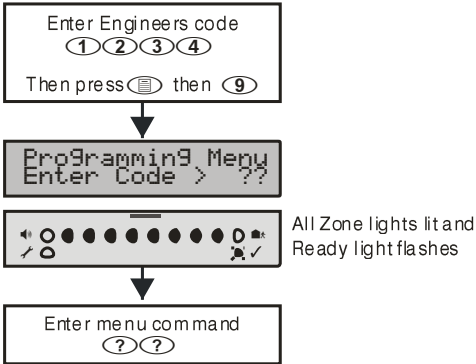 Enter Engineers code
1 2 3 4
Then press then 9
Programming Menu
Enter Code > ??
All Zone lights lit and
Ready light flashes
Enter menu command
? ?